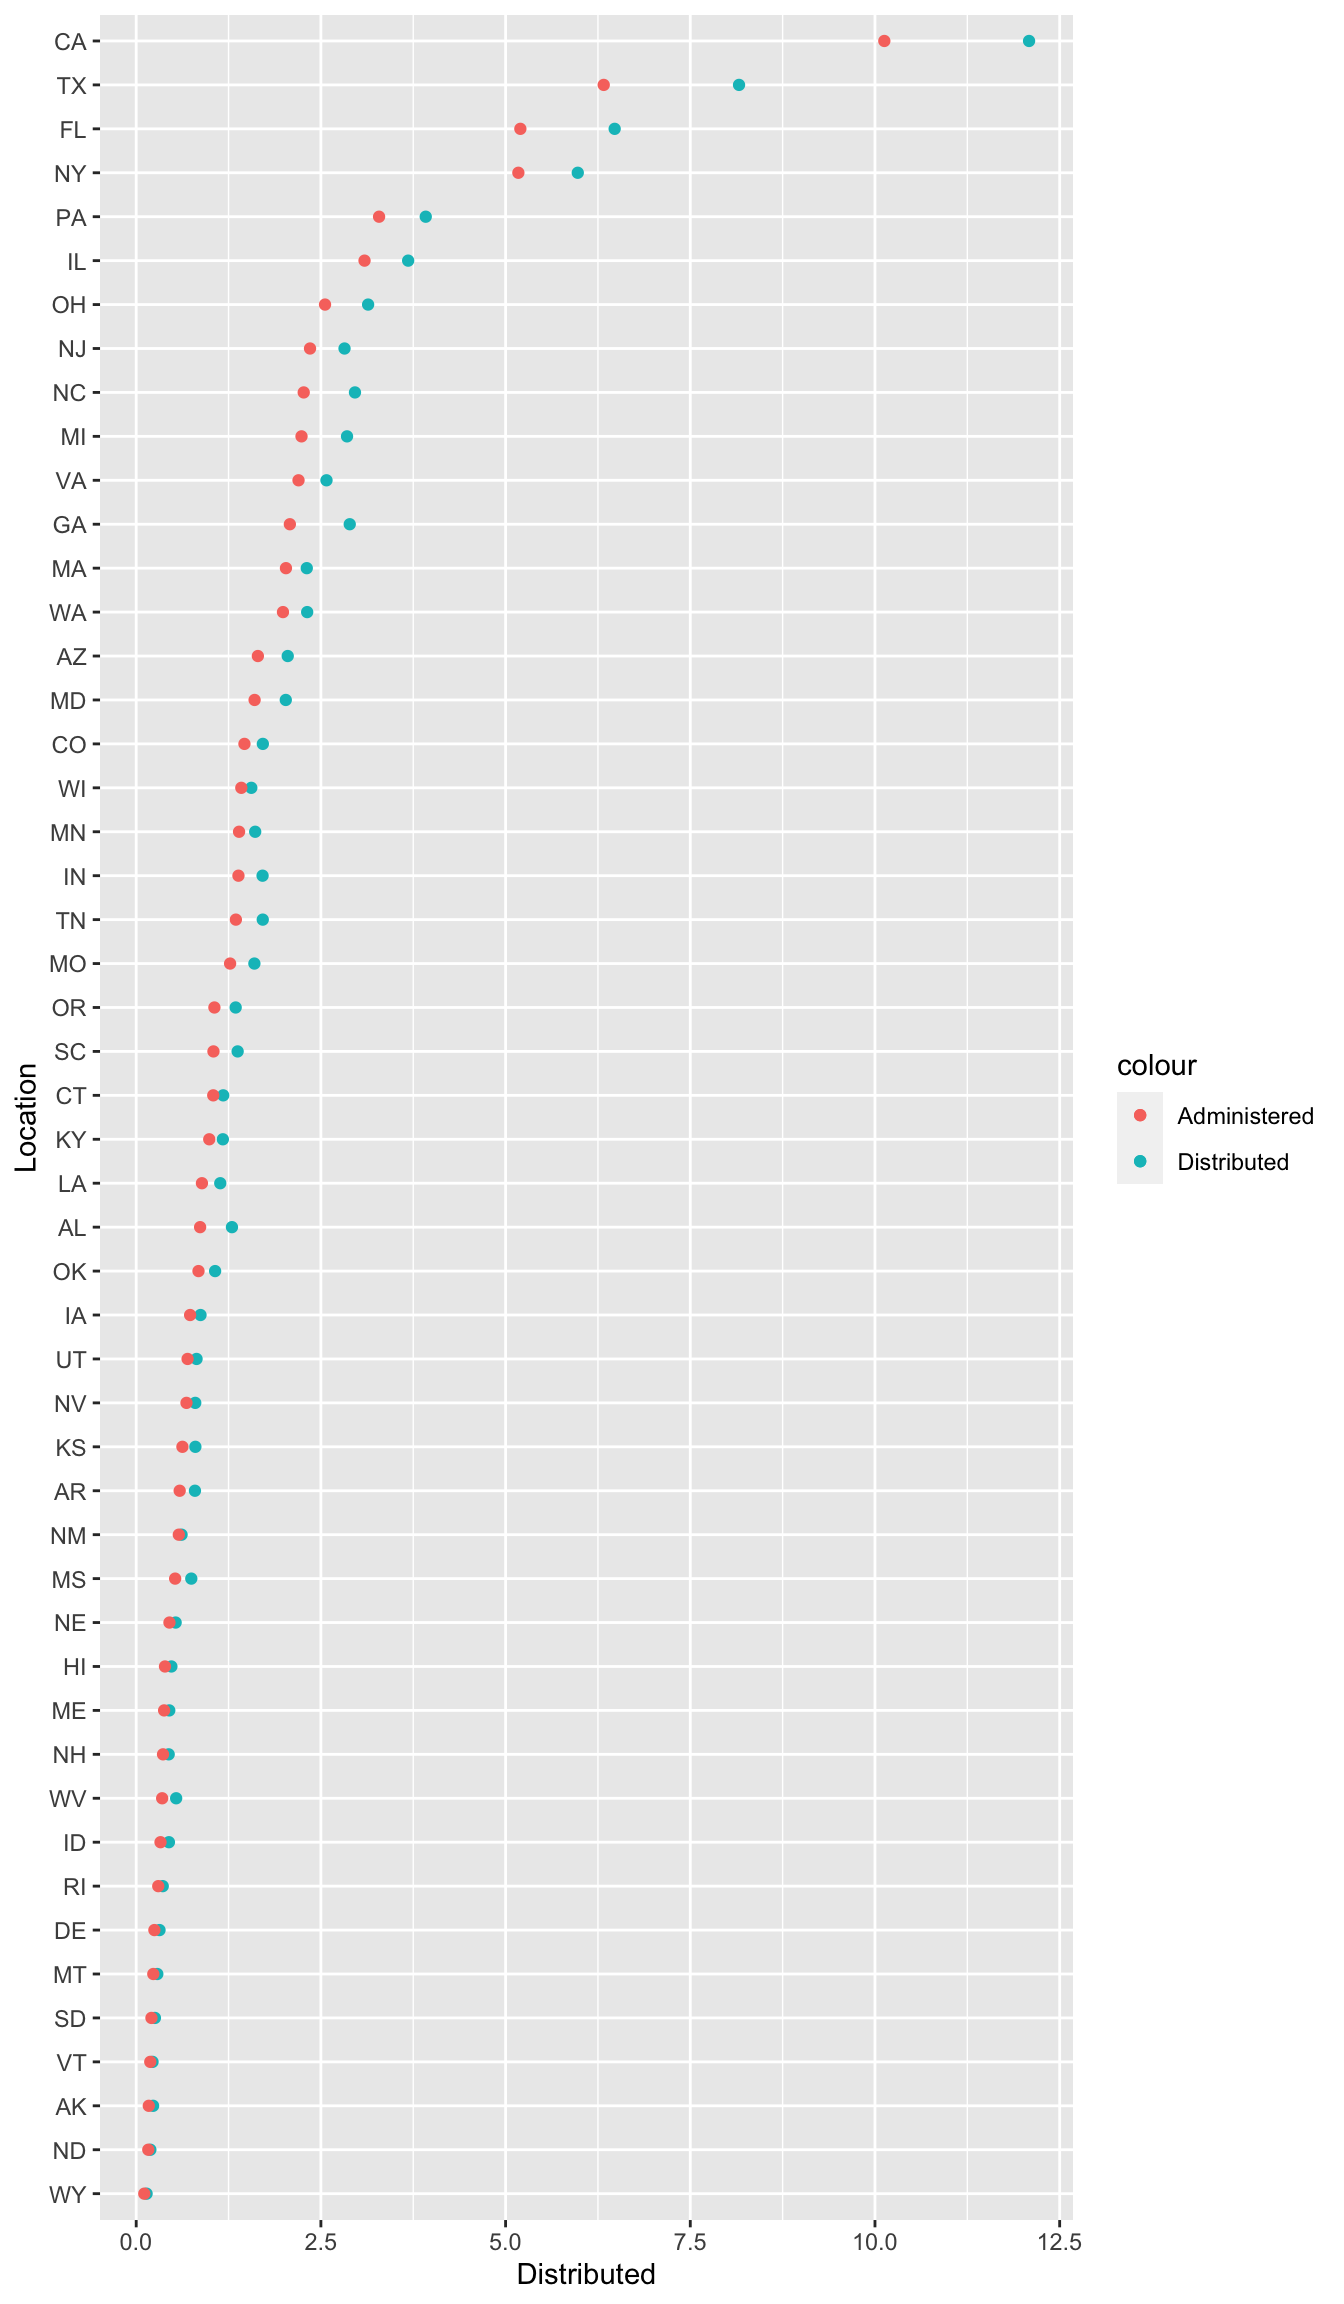 CA
TX
FL
NY
PA
IL
OH
NJ
NC
MI
VA
GA
MA
WA
AZ
MD
CO
WI
MN
IN
TN
MO
OR
SC
CT
KY
LA
AL
OK
IA
UT
NV
KS
AR
NM
MS
NE
HI
ME
NH
WV
ID
RI
DE
MT
SD
VT
AK
ND
WY
Location
0.0 2.5 5.0 7.5 10.0 12.5
Distributed
colour
Administered
Distributed